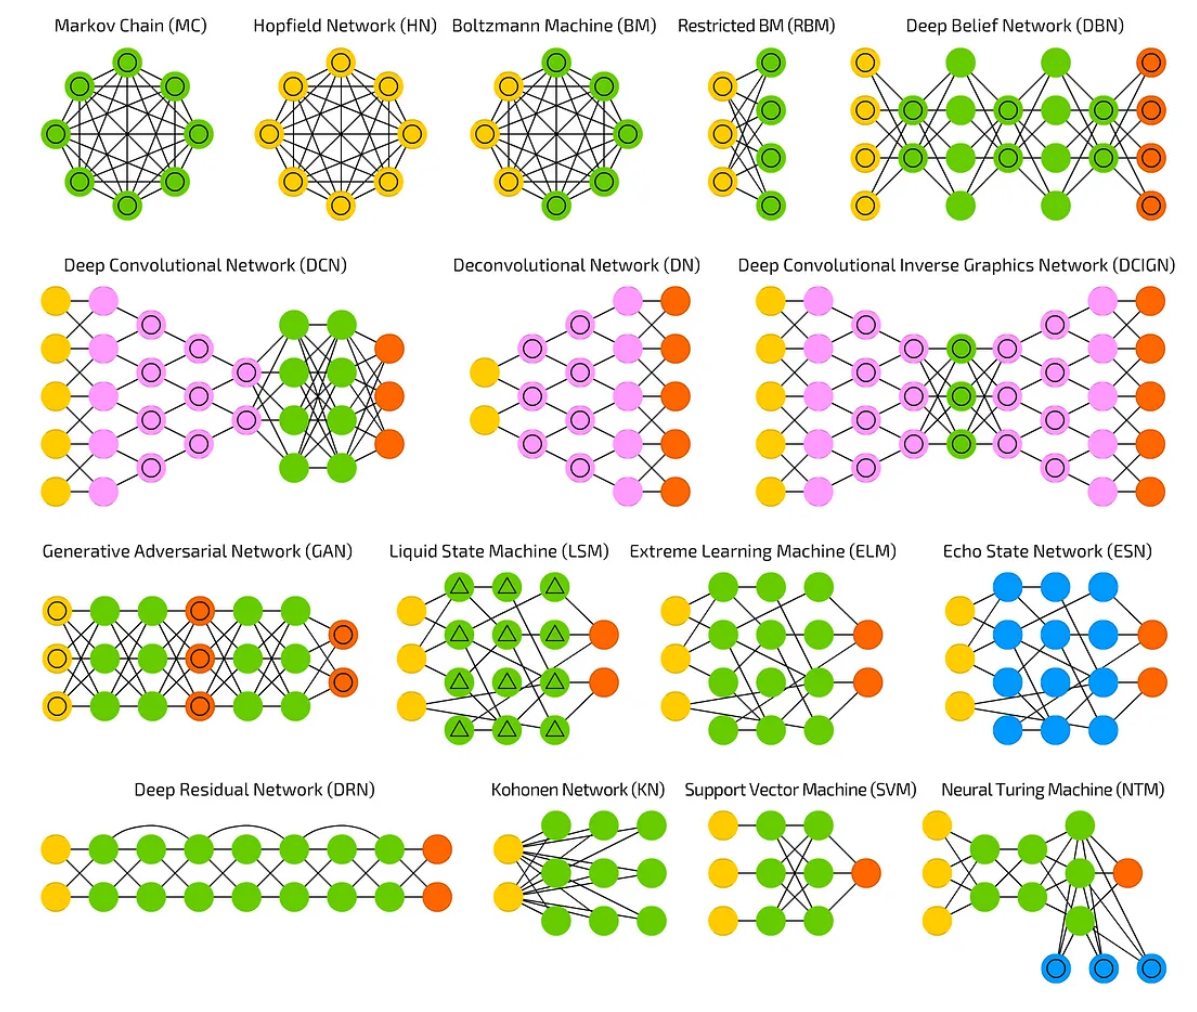 Markov Chain (MC)
Hopfield Network (HN)
Boltzmann Machine (BM)
Restricted BM (RBM)
Deep Belief Network (DBN)
Deep Convolutional Network (DCN)
Deconvolutional Network (DN)
Deep Convolutional Inverse Graphics Network (DCIGN)
Generative Adversarial Network (GAN)
Liquid State Machine (LSM)
Extreme Learning Machine (ELM)
Echo State Network (ESN)
Deep Residual Network (DRN)
Kohonen Network (KN)
Support Vector Machine (SVM)
Neural Turing Machine (NTM)